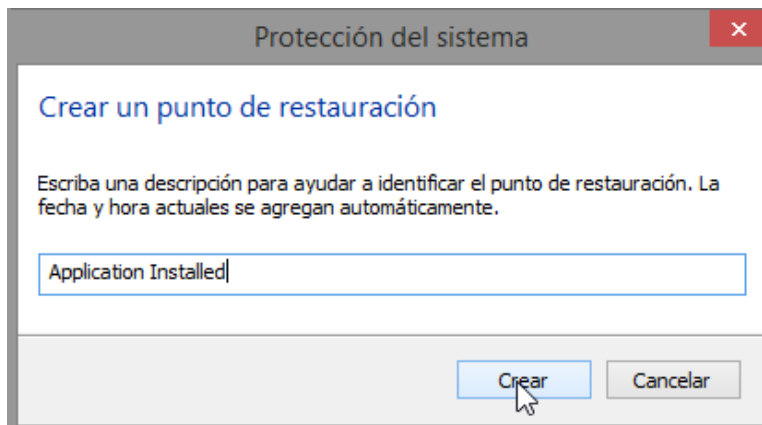 Protección del sistema
Crear un punto de restauración
Escriba una descripción para ayudar a identificar el punto de restauración. La
fecha y hora actuales se agregan automáticamente.
Application Installed
Crear Cancelar